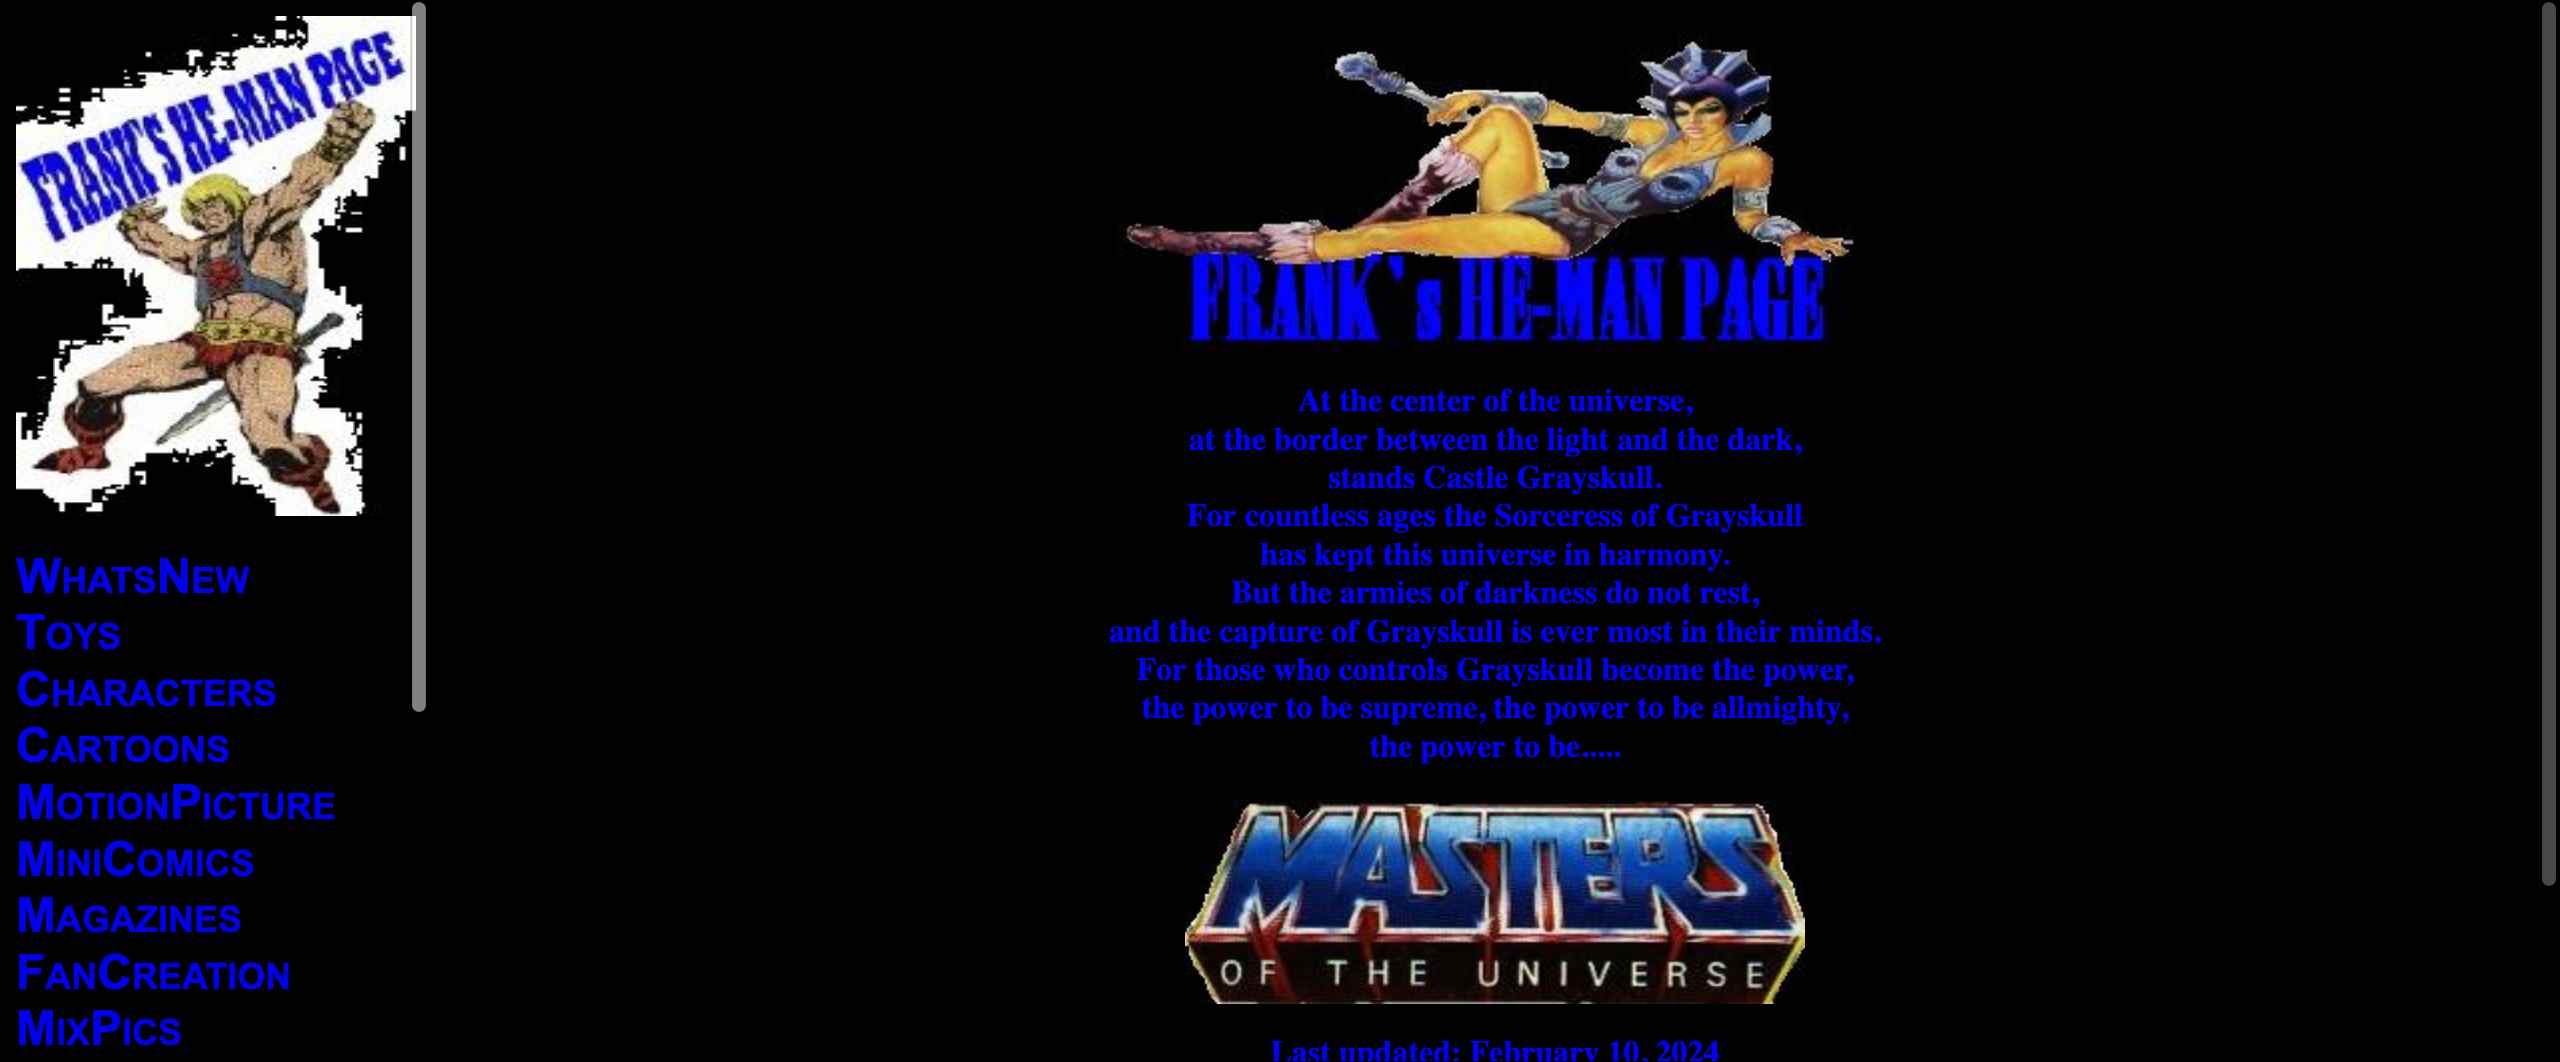 FRANK'S HE-MAN PAGE
WHATSNEW
TOYS
CHARACTERS
CARTOONS
MOTIONPICTURE
MINICOMICS
MAGAZINES
FANCREATION
MIXPICS
FRANK`s HE-MAN PAGE
At the center of the universe,
at the border between the light and the dark,
stands Castle Grayskull.
For countless ages the Sorceress of Grayskull
has kept this universe in harmony.
But the armies of darkness do not rest,
and the capture of Grayskull is ever most in their minds.
For those who controls Grayskull become the power,
the power to be supreme, the power to be allmighty,
the power to be.....
MASTERS
OF THE UNIVERSE
Last updated: February 10, 2024